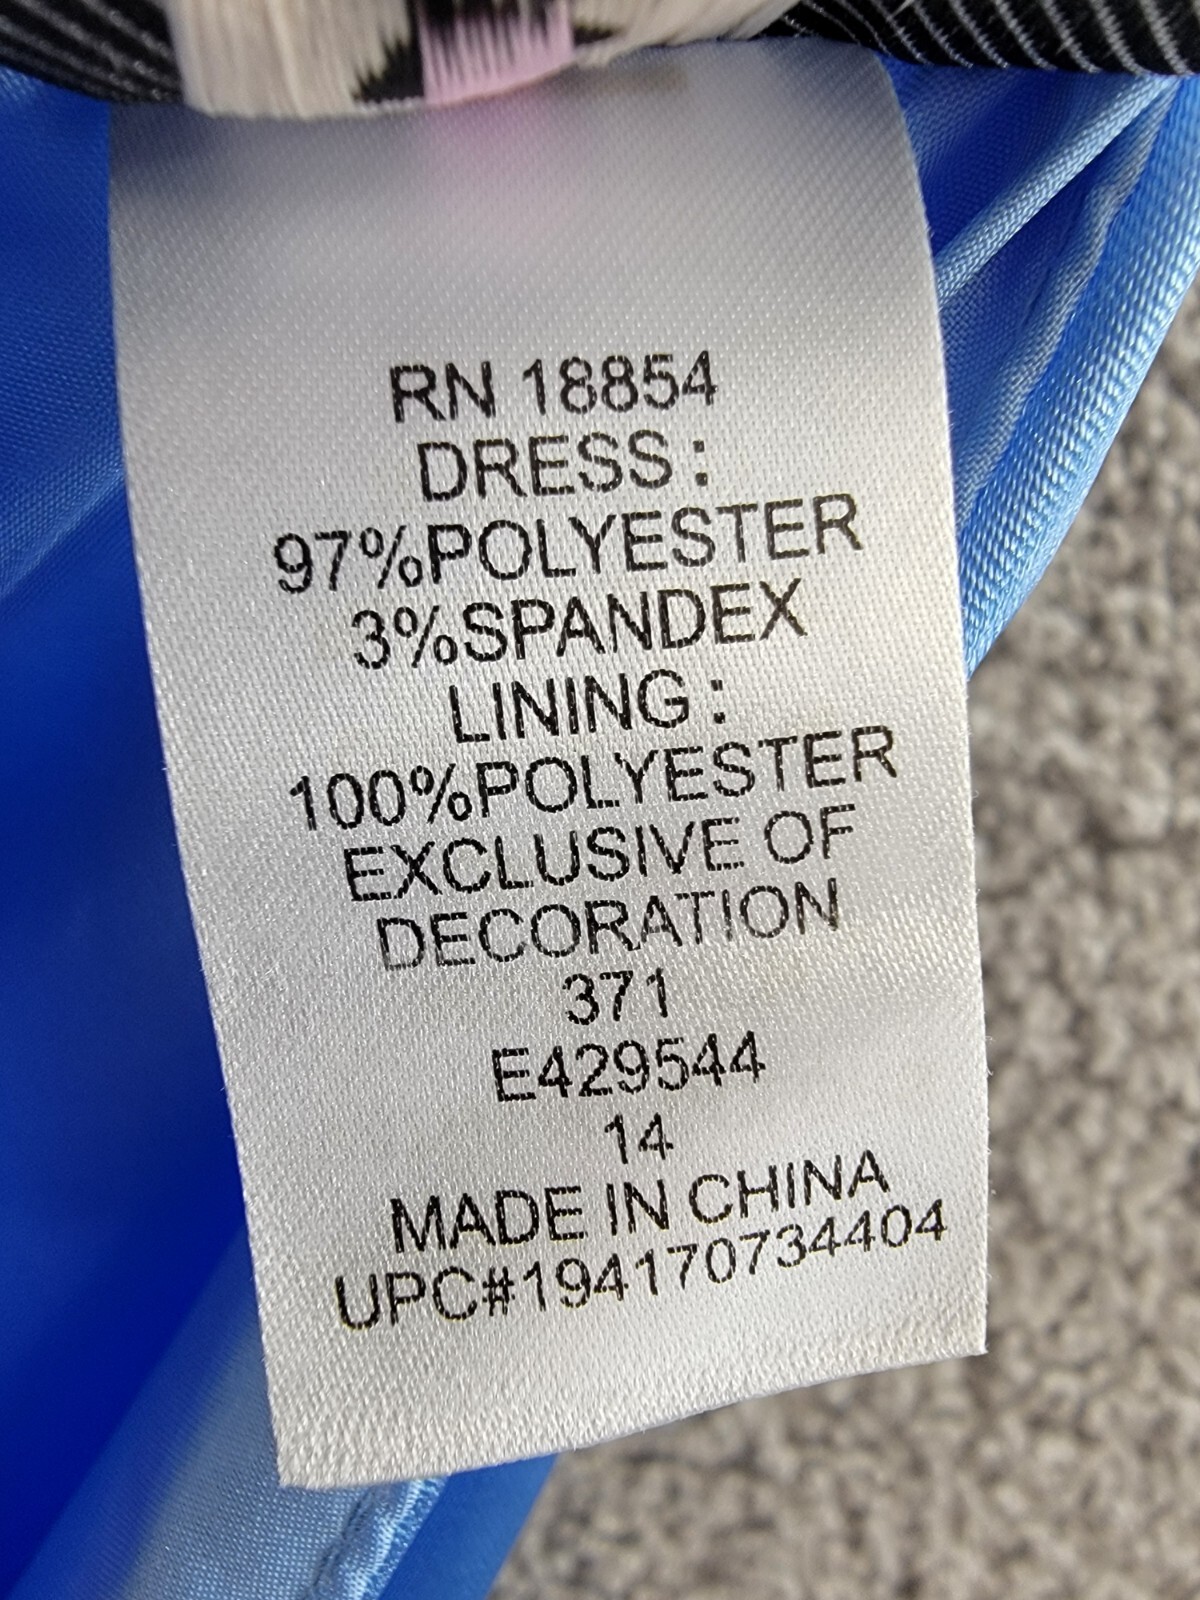 RN 18854
DRESS :
97%POLYESTER
3%SPANDEX
LINING :
100%POLYESTER
EXCLUSIVE OF
DECORATION
371
E429544
14
MADE IN CHINA
UPC#194170734404